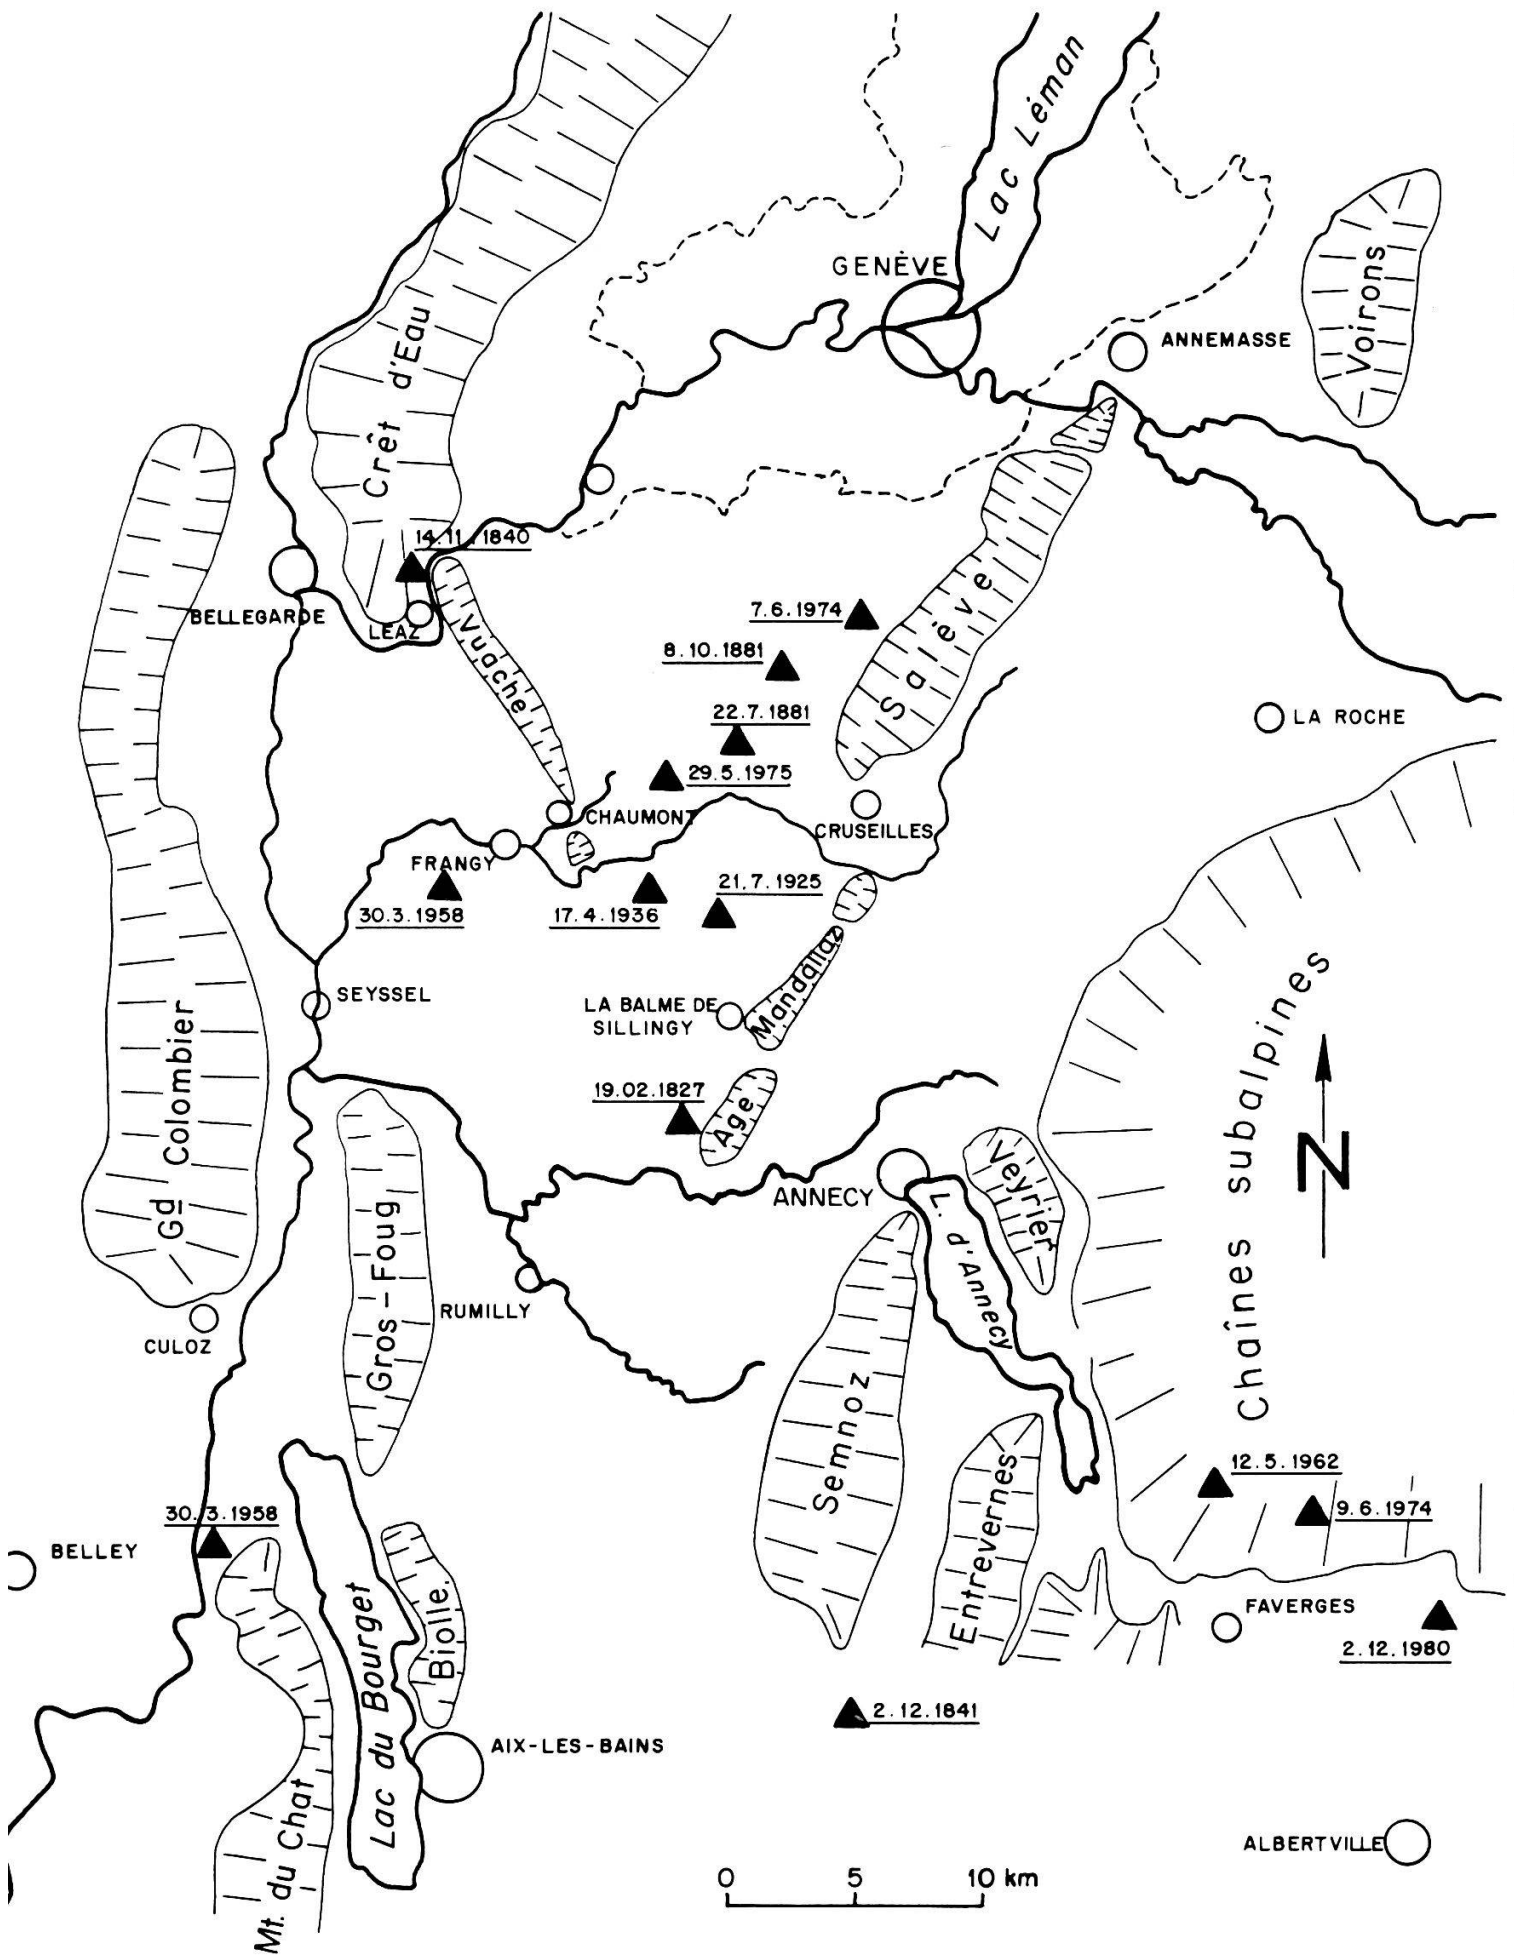 Lac Léman
GENÈVE
ANNEMASSE
Voirons
Crêt d'Eau
14.11.1840
BELLEGARDE
LEAZ
Vuache
7.6.1974
8.10.1881
Salève
22.7.1881
LA ROCHE
29.5.1975
CHAUMONT
CRUSEILLES
FRANGY
30.3.1958
17.4.1936
21.7.1925
Mandallaz
SEYSSEL
LA BALME DE
SILLINGY
Gd Colombier
Chaînes subalpines
19.02.1827
Age
N
ANNECY
Veyrier
L. d'Annecy
Gros-Foug
RUMILLY
CULOZ
Semnoz
Entrevernes
12.5.1962
9.6.1974
30.3.1958
BELLEY
Lac du Bourget
Biolle.
FAVERGES
2.12.1980
2.12.1841
AIX-LES-BAINS
Mt. du Chat
ALBERTVILLE
0 5 10 km